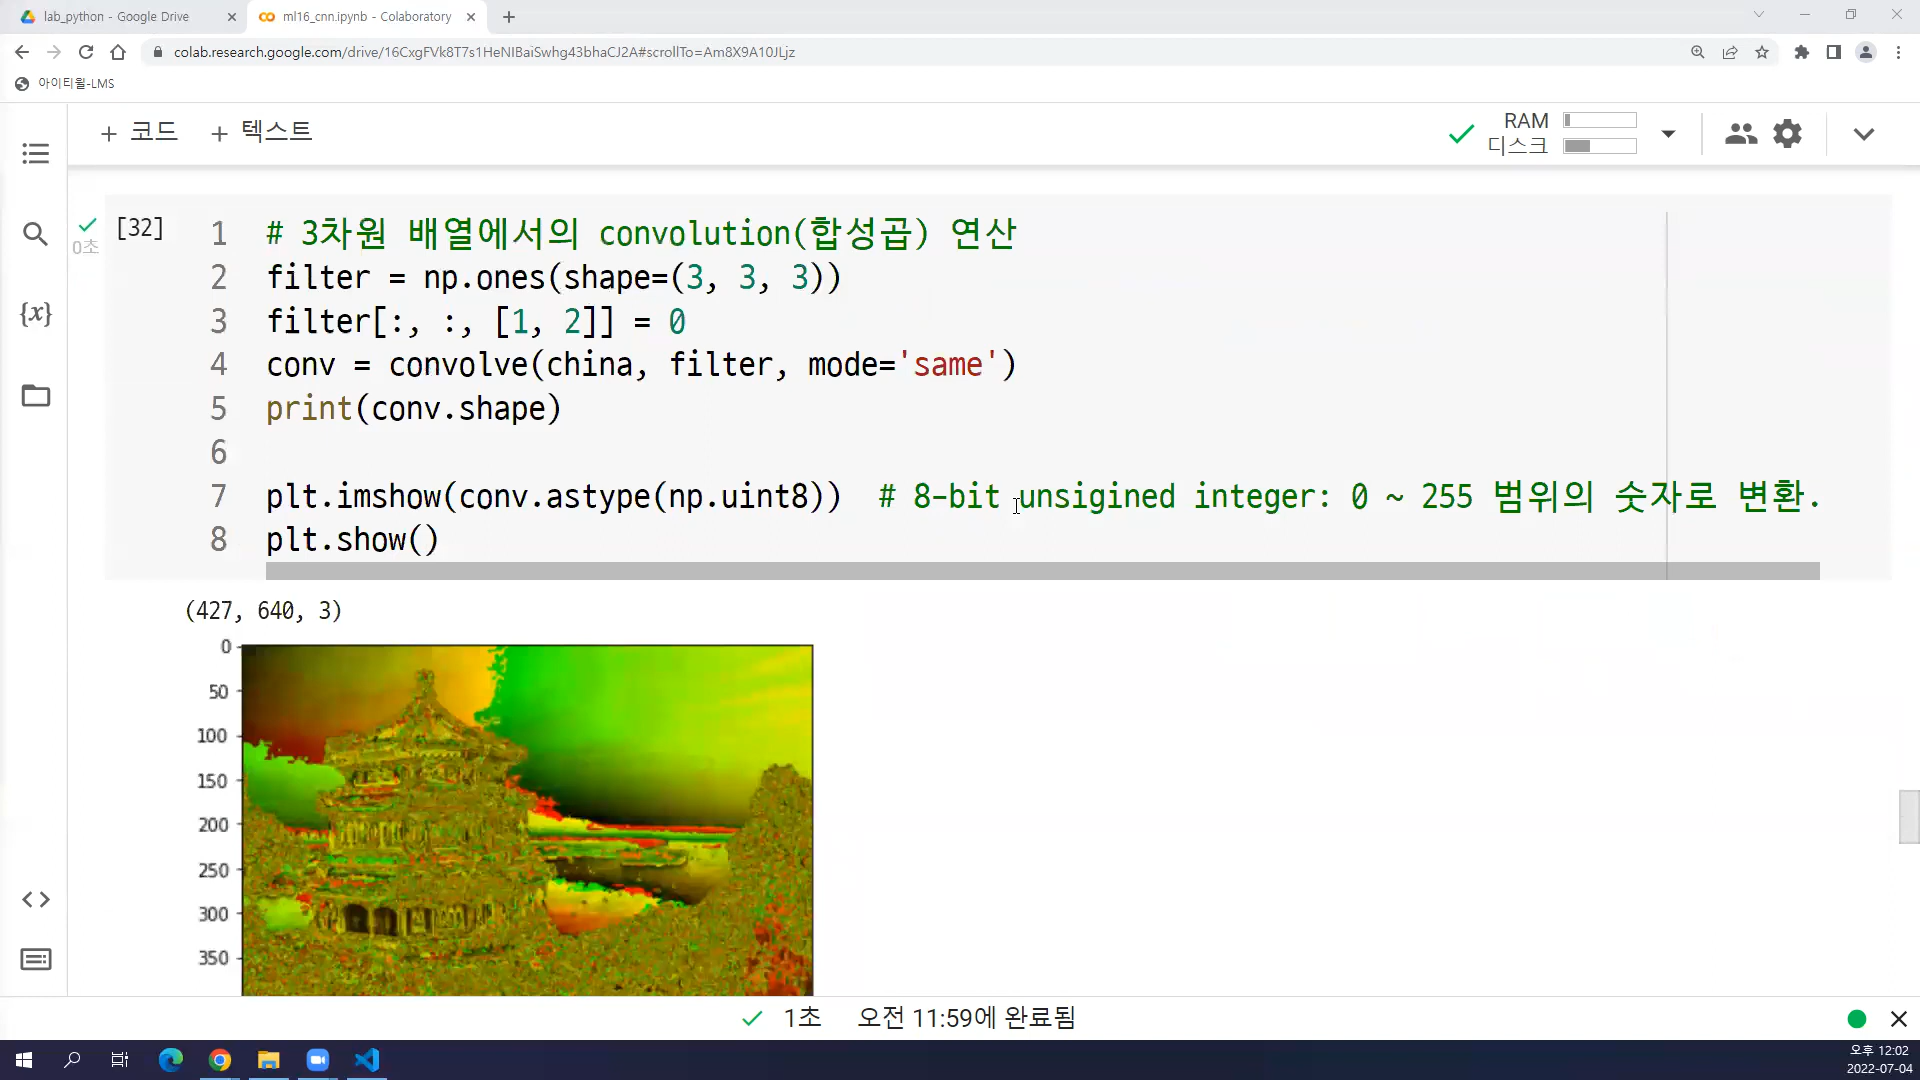 lab_python - Google Drive
ml16_cnn.ipynb - Colaboratory
colab.research.google.com/drive/16CxgFVk8T7s1HeNIBaiSwhg43bhaCJ2A#scrollTo=Am8X9A10JLjz
아이티윌-LMS
+ 코드 + 텍스트
RAM
디스크
{x}
0초
[32]
1 # 3차원 배열에서의 convolution(합성곱) 연산
2 filter = np.ones(shape=(3, 3, 3))
3 filter[:, :, [1, 2]] = 0
4 conv = convolve(china, filter, mode='same')
5 print(conv.shape)
6
7 plt.imshow(conv.astype(np.uint8)) # 8-bit unsigined integer: 0 ~ 255 범위의 숫자로 변환.
8 plt.show()
(427, 640, 3)
0
50
100
150
200
250
300
350
1초 오전 11:59에 완료됨
오후 12:02
2022-07-04